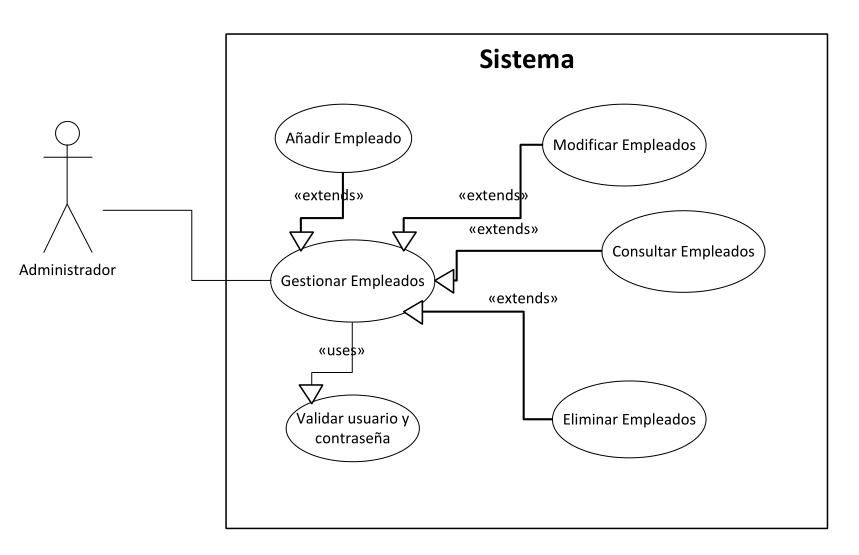 Sistema
Añadir Empleado
Modificar Empleados
«extends»
«extends»
«extends»
Consultar Empleados
Administrador
Gestionar Empleados
«extends»
«uses»
Validar usuario y
contraseña
Eliminar Empleados